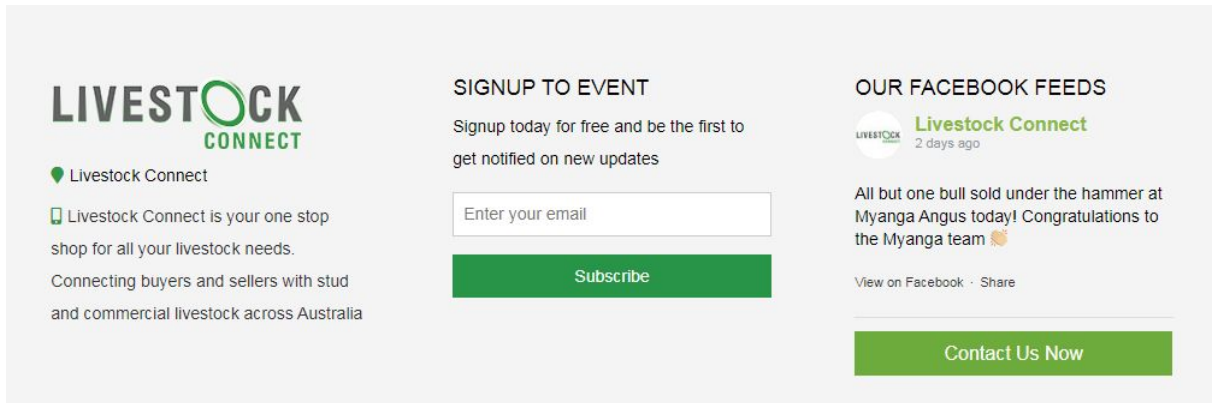 LIVESTOCK
CONNECT
Livestock Connect
Livestock Connect is your one stop
shop for all your livestock needs.
Connecting buyers and sellers with stud
and commercial livestock across Australia
SIGNUP TO EVENT
Signup today for free and be the first to
get notified on new updates
Enter your email
Subscribe
OUR FACEBOOK FEEDS
LIVESTOCK
Livestock Connect
2 days ago
All but one bull sold under the hammer at
Myanga Angus today! Congratulations to
the Myanga team 👏🏼
View on Facebook · Share
Contact Us Now